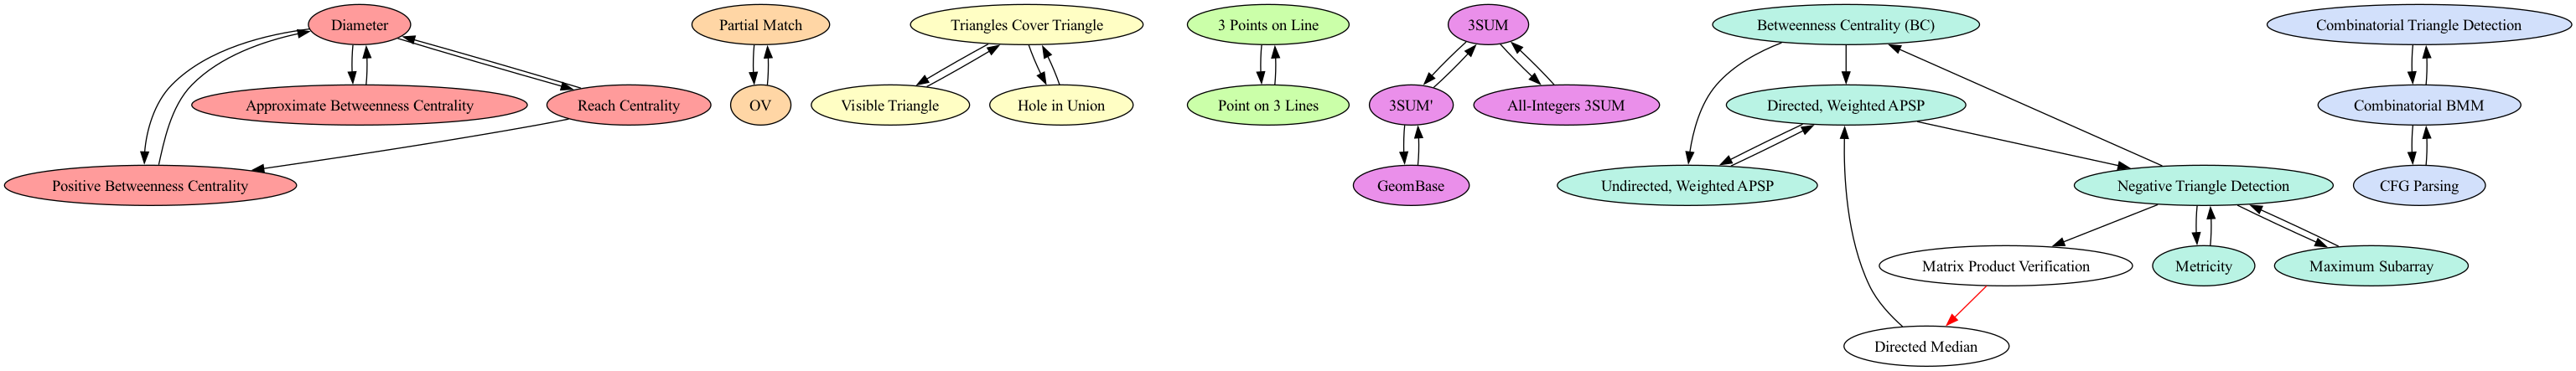 Diameter
Partial Match
Triangles Cover Triangle
3 Points on Line
3SUM
Betweenness Centrality (BC)
Combinatorial Triangle Detection
Approximate Betweenness Centrality
Reach Centrality
OV
Visible Triangle
Hole in Union
Point on 3 Lines
3SUM'
All-Integers 3SUM
Directed, Weighted APSP
Combinatorial BMM
Positive Betweenness Centrality
GeomBase
Undirected, Weighted APSP
Negative Triangle Detection
CFG Parsing
Matrix Product Verification
Metricity
Maximum Subarray
Directed Median